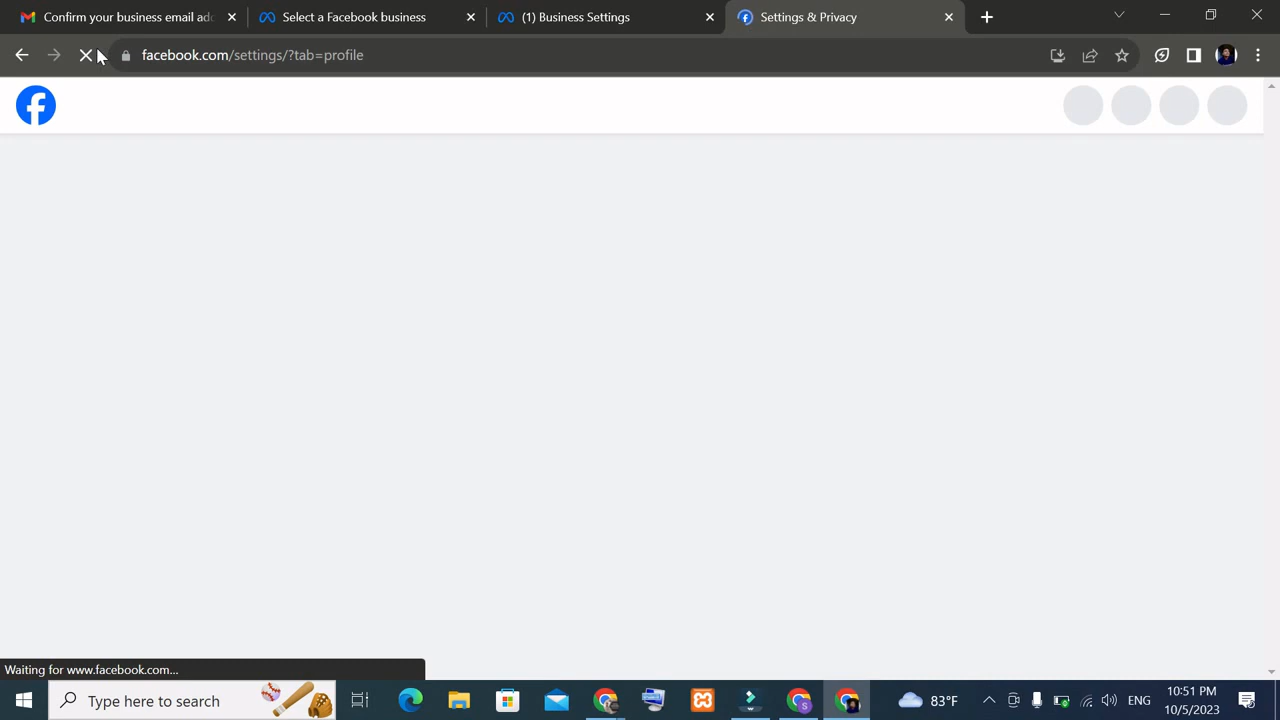 Confirm your business email add
Select a Facebook business
(1) Business Settings
Settings & Privacy
facebook.com/settings/?tab=profile
Waiting for www.facebook.com...
Type here to search
83°F
ENG
10:51 PM
10/5/2023